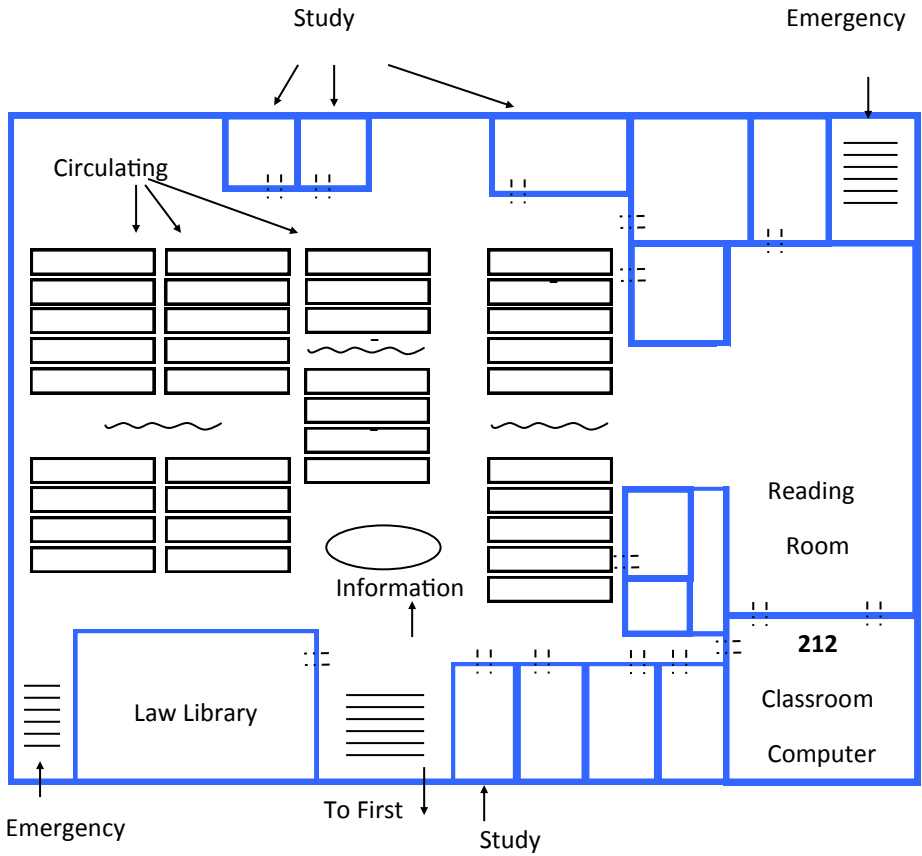 Study
Emergency
Circulating
Reading
Room
Information
212
Law Library
Classroom
Computer
To First
Emergency
Study